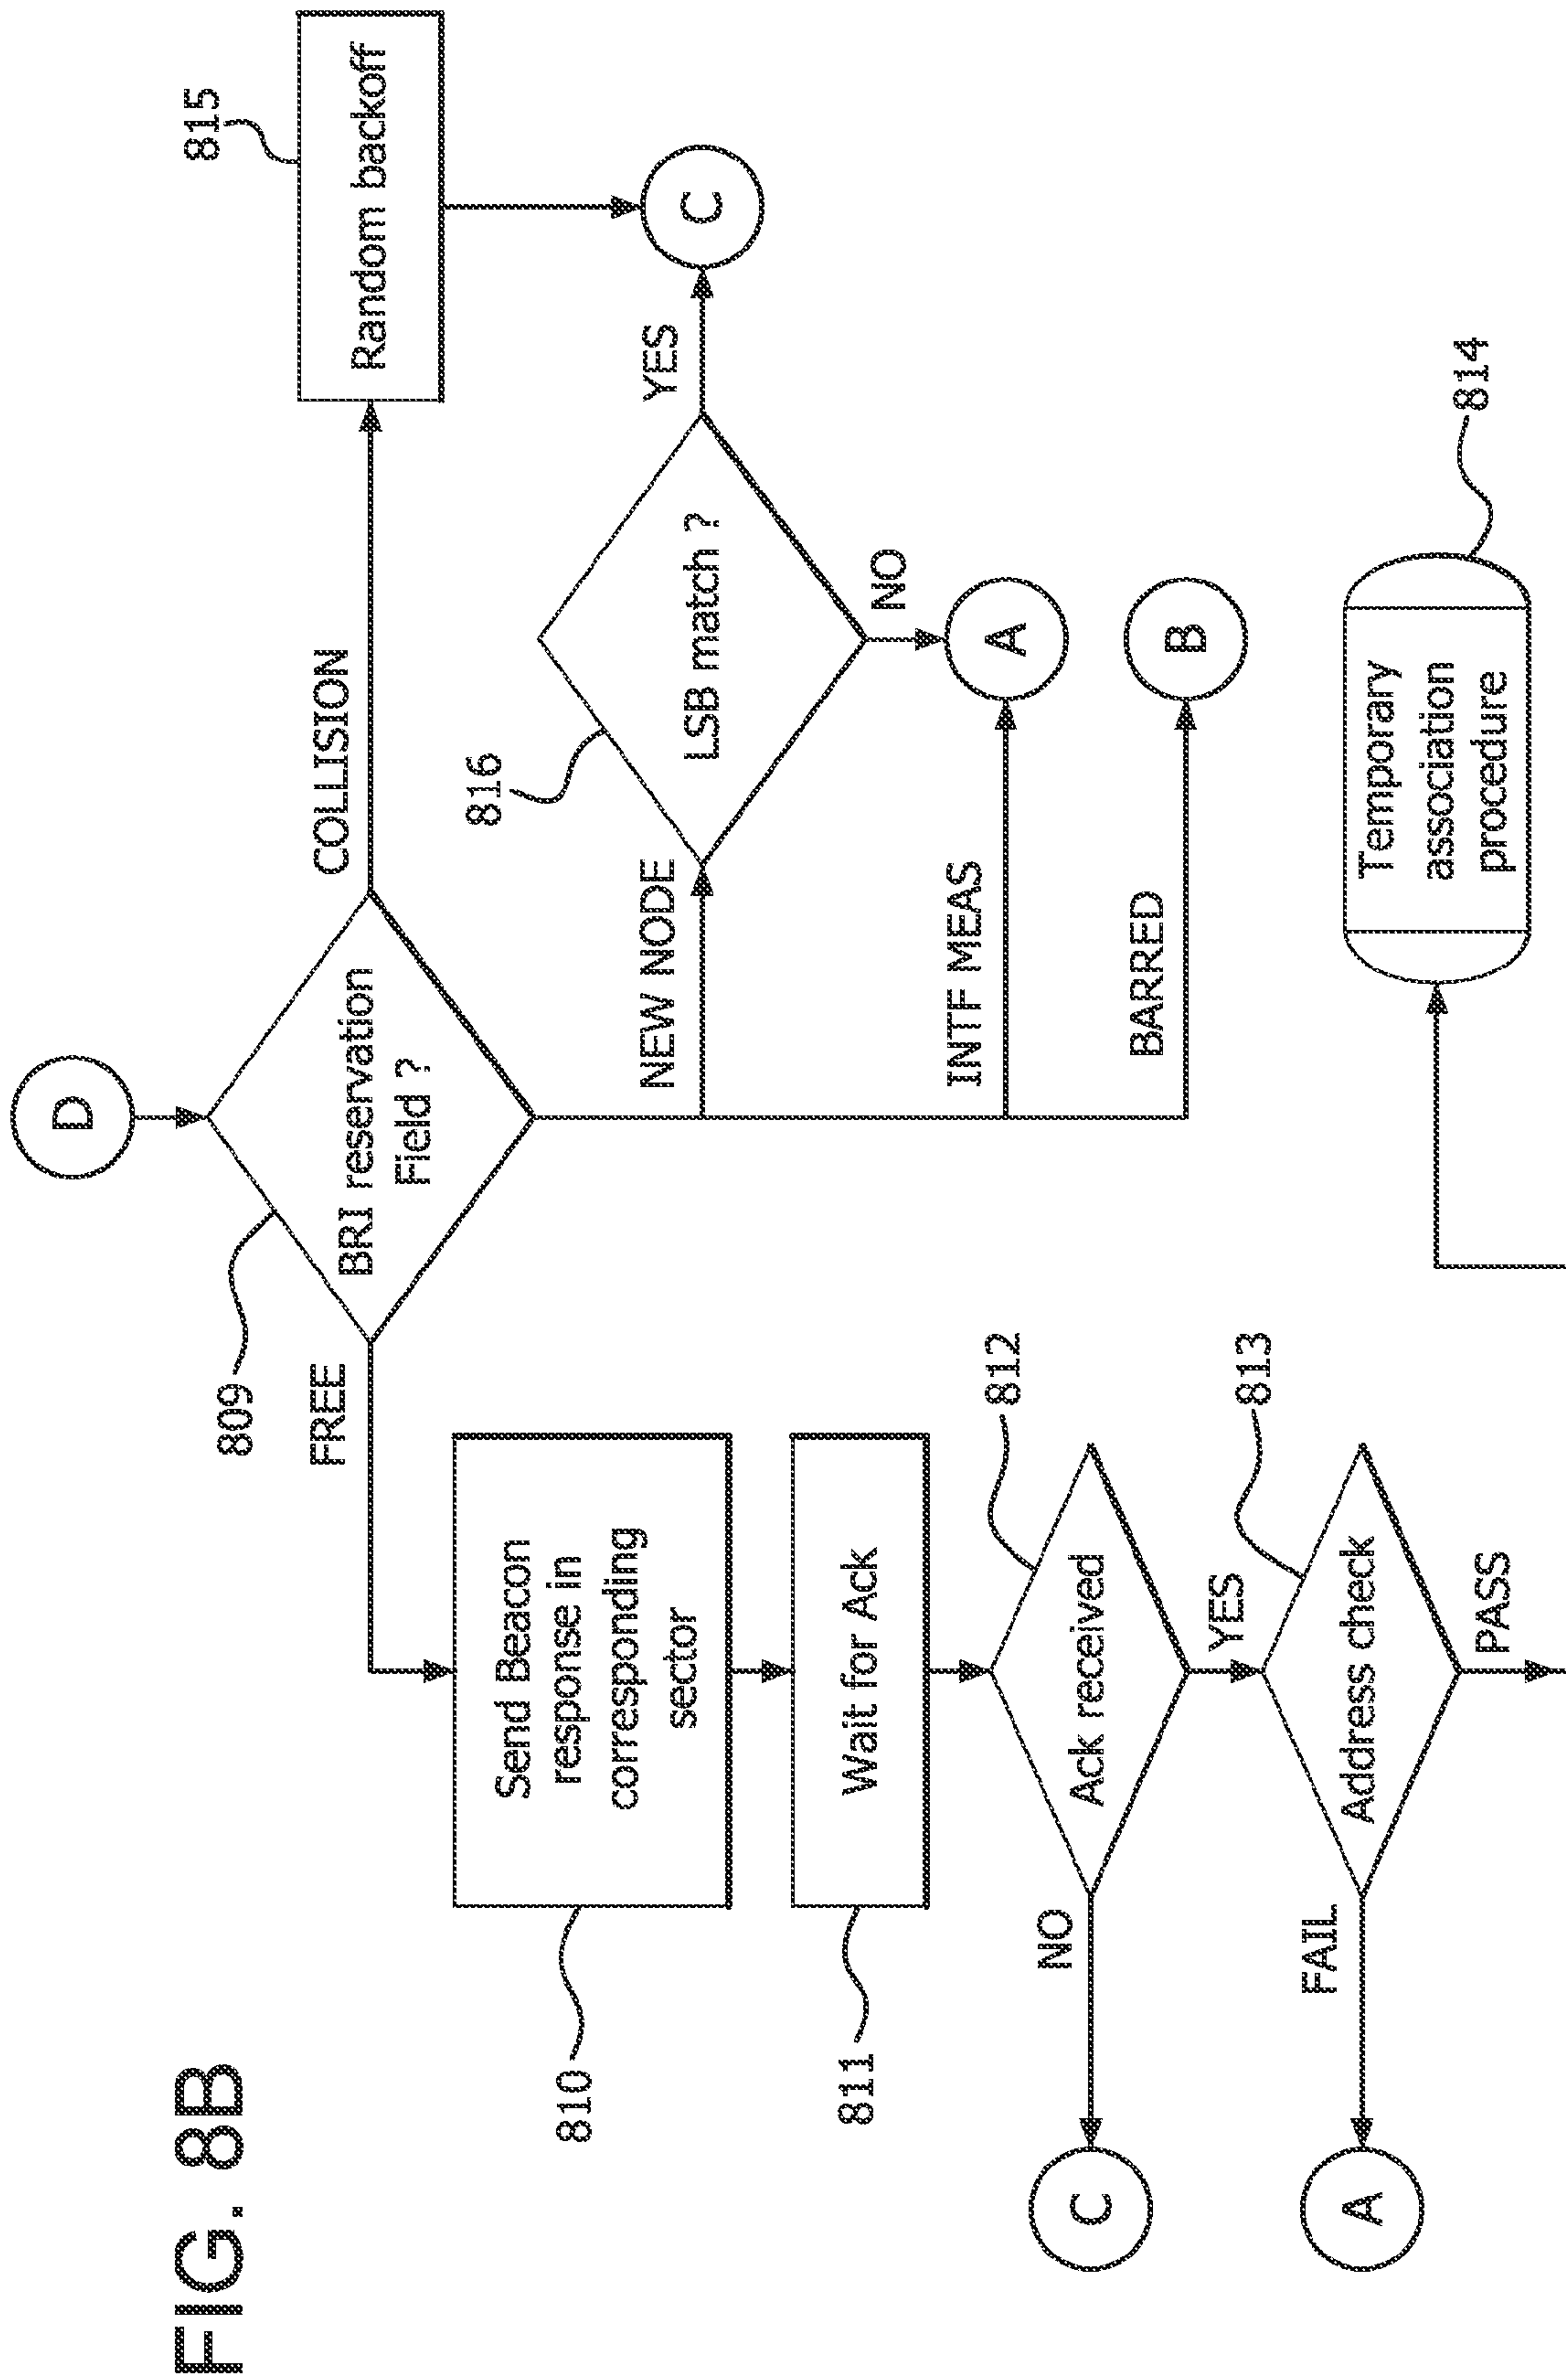 FIG. 8B
D
809
BRI reservation
Field ?
FREE
COLLISION
815
Random backoff
810
Send Beacon
response in
corresponding
sector
811
Wait for Ack
812
Ack received
NO
C
YES
813
Address check
FAIL
A
PASS
NEW NODE
816
LSB match ?
YES
C
NO
A
INTF MEAS
BARRED
B
Temporary
association
procedure
814